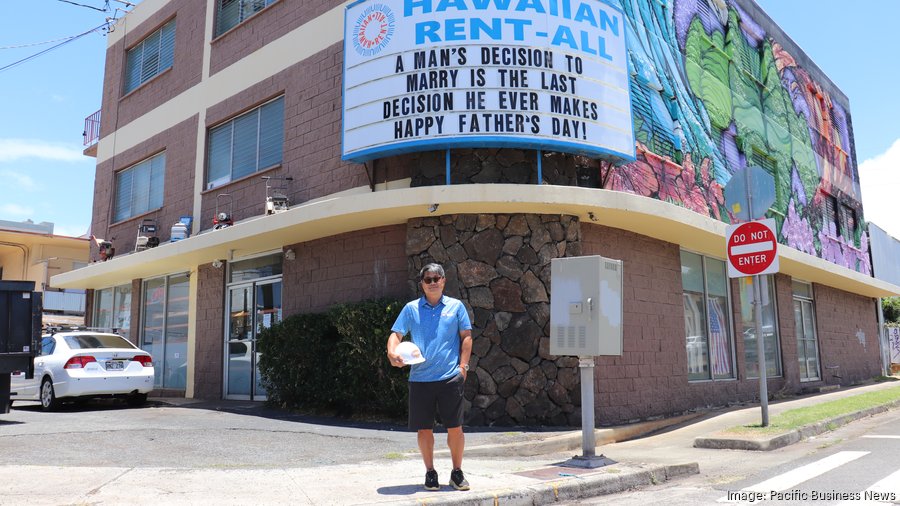 HAWAIIAN
RENT-ALL
A MAN'S DECISION TO
MARRY IS THE LAST
DECISION HE EVER MAKES
HAPPY FATHER'S DAY!
DO NOT
ENTER
Image: Pacific Business News